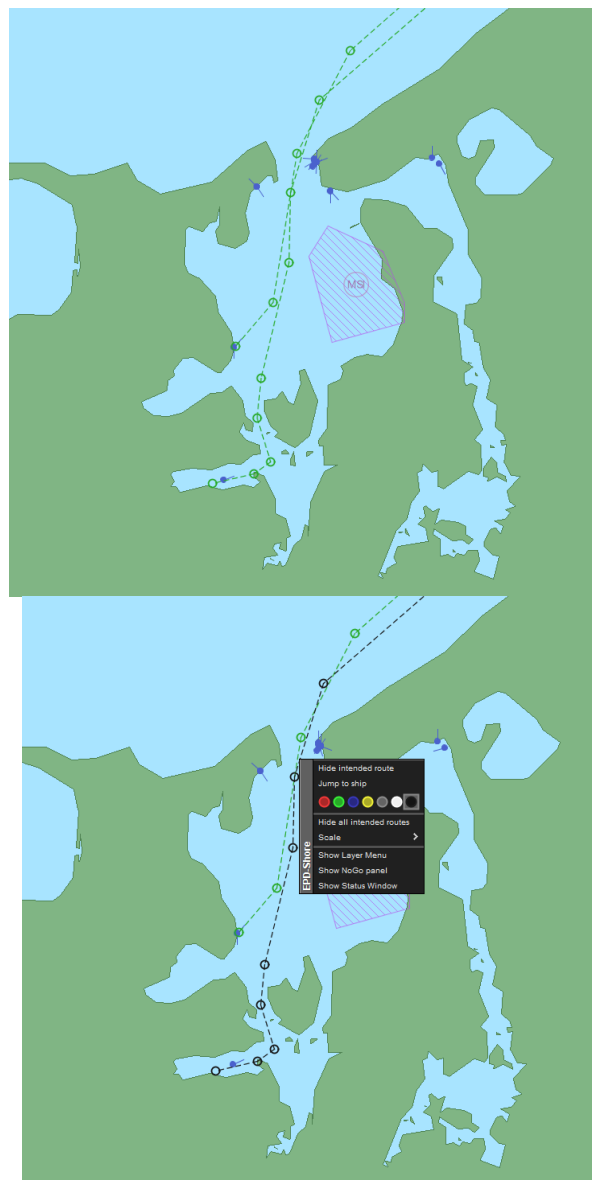 MSI
Hide intended route
Jump to ship
Hide all intended routes
Scale
Show Layer Menu
Show NoGo panel
Show Status Window
EPD-Shore